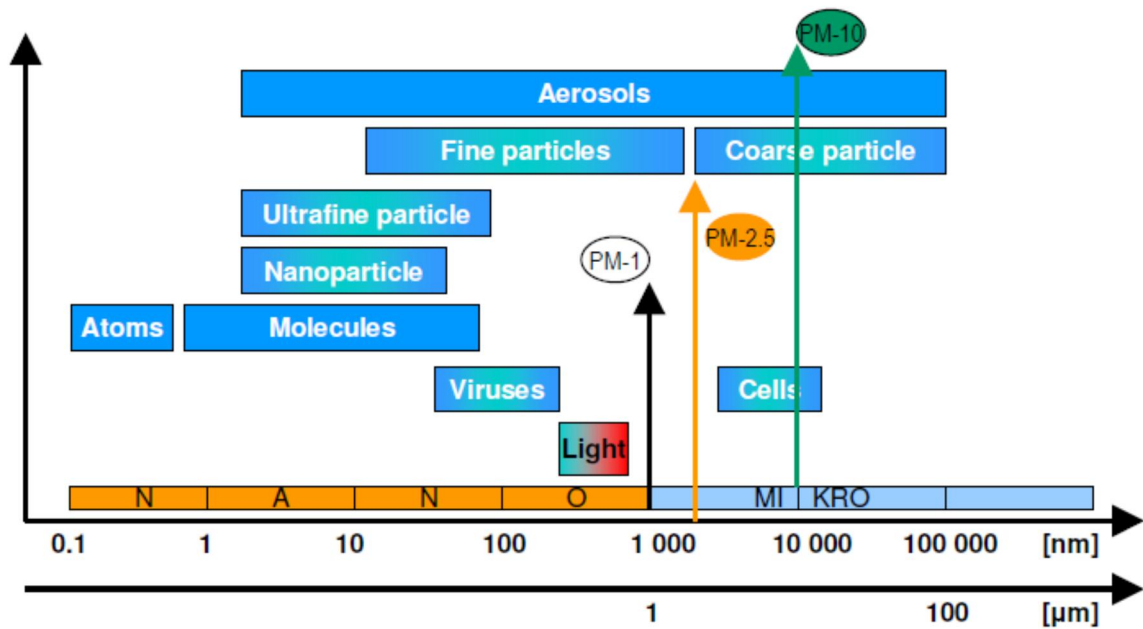 PM-10
Aerosols
Fine particles
Coarse particle
Ultrafine particle
PM-2.5
PM-1
Nanoparticle
Atoms
Molecules
Viruses
Cells
Light
N A N O MI KRO
0.1 1 10 100 1 000 10 000 100 000 [nm]
1 100 [µm]